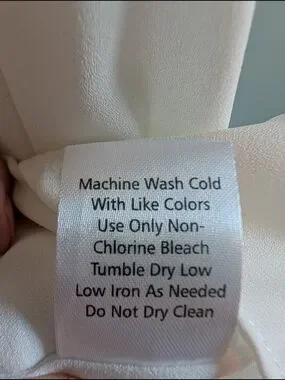 Machine Wash Cold
With Like Colors
Use Only Non-
Chlorine Bleach
Tumble Dry Low
Low Iron As Needed
Do Not Dry Clean